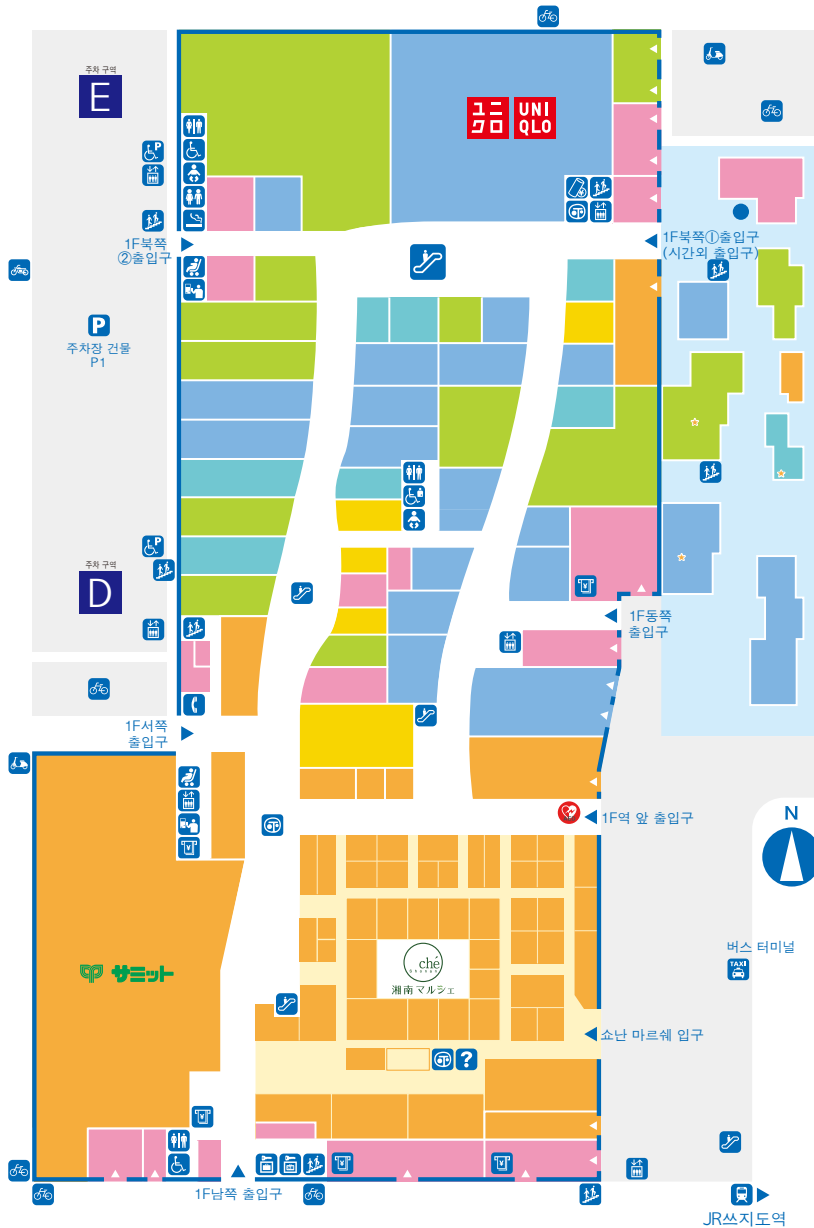 주차 구역
E
ユニクロ
UNI
QLO
1F북쪽
②출입구
1F북쪽①출입구
(시간외 출입구)
P
주차장 건물
P1
주차 구역
D
1F동쪽
출입구
1F서쪽
출입구
1F역 앞 출입구
N
サミット
ché
湘南マルシェ
버스 터미널
TAXI
쇼난 마르쉐 입구
?
1F남쪽 출입구
JR쓰지도역